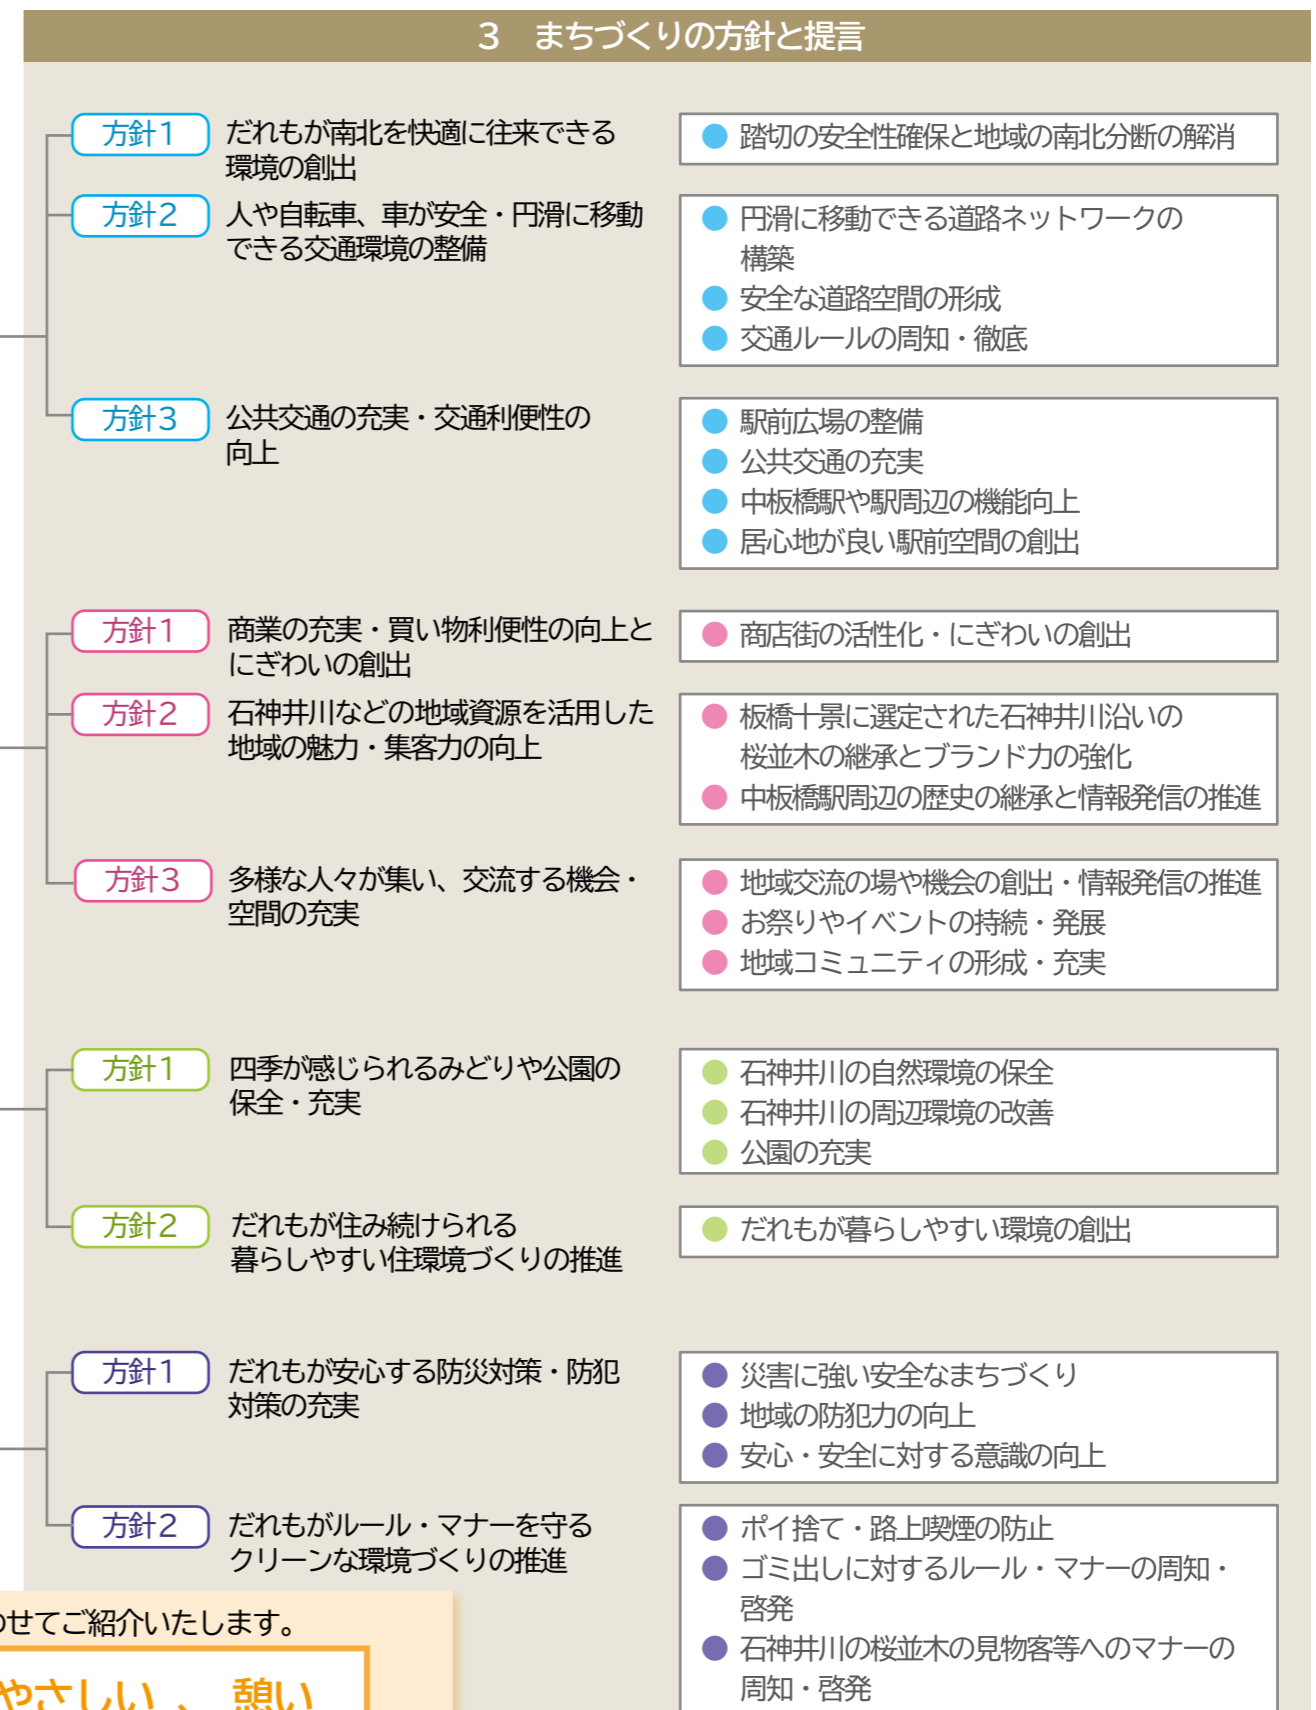 3　まちづくりの方針と提言
方針1
だれもが南北を快適に往来できる
環境の創出
● 踏切の安全性確保と地域の南北分断の解消
方針2
人や自転車、車が安全・円滑に移動
できる交通環境の整備
● 円滑に移動できる道路ネットワークの
構築
● 安全な道路空間の形成
● 交通ルールの周知・徹底
方針3
公共交通の充実・交通利便性の
向上
● 駅前広場の整備
● 公共交通の充実
● 中板橋駅や駅周辺の機能向上
● 居心地が良い駅前空間の創出
方針1
商業の充実・買い物利便性の向上と
にぎわいの創出
● 商店街の活性化・にぎわいの創出
方針2
石神井川などの地域資源を活用した
地域の魅力・集客力の向上
● 板橋十景に選定された石神井川沿いの
桜並木の継承とブランド力の強化
● 中板橋駅周辺の歴史の継承と情報発信の推進
方針3
多様な人々が集い、交流する機会・
空間の充実
● 地域交流の場や機会の創出・情報発信の推進
● お祭りやイベントの持続・発展
● 地域コミュニティの形成・充実
方針1
四季が感じられるみどりや公園の
保全・充実
● 石神井川の自然環境の保全
● 石神井川の周辺環境の改善
● 公園の充実
方針2
だれもが住み続けられる
暮らしやすい住環境づくりの推進
● だれもが暮らしやすい環境の創出
方針1
だれもが安心する防災対策・防犯
対策の充実
● 災害に強い安全なまちづくり
● 地域の防犯力の向上
● 安心・安全に対する意識の向上
方針2
だれもがルール・マナーを守る
クリーンな環境づくりの推進
● ポイ捨て・路上喫煙の防止
● ゴミ出しに対するルール・マナーの周知・
啓発
● 石神井川の桜並木の見物客等へのマナーの
周知・啓発
せてご紹介いたします。
やさしい 、 憩い